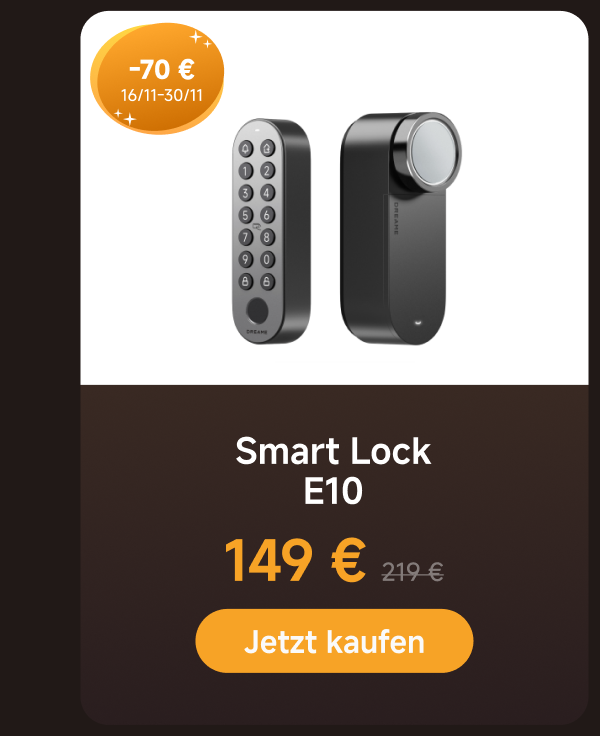 -70 €
16/11-30/11
1 2
3 4
5 6
7 8
9 0
DREAME
DREAME
Smart Lock
E10
149 € 219 €
Jetzt kaufen